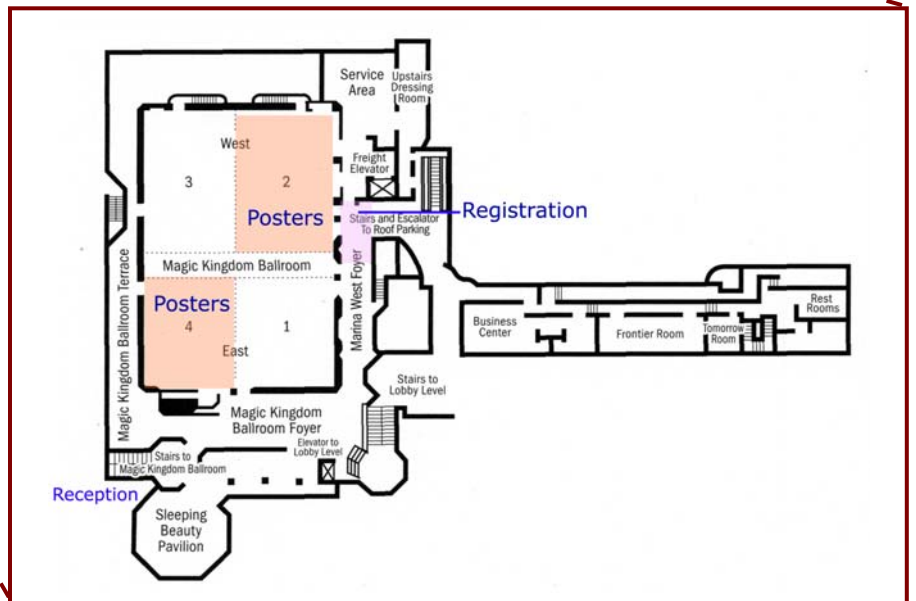 Service
Area
Upstairs
Dressing
Room
West
3
2
Freight
Elevator
Posters
Registration
Stairs and Escalator
To Roof Parking
Magic Kingdom Ballroom Terrace
Magic Kingdom Ballroom
Marina West Foyer
Posters
4
1
East
Business
Center
Frontier Room
Tomorrow
Room
Rest
Rooms
Stairs to
Lobby Level
Magic Kingdom
Ballroom Foyer
Elevator to
Lobby Level
Stairs to
Magic Kingdom Ballroom
Reception
Sleeping
Beauty
Pavilion